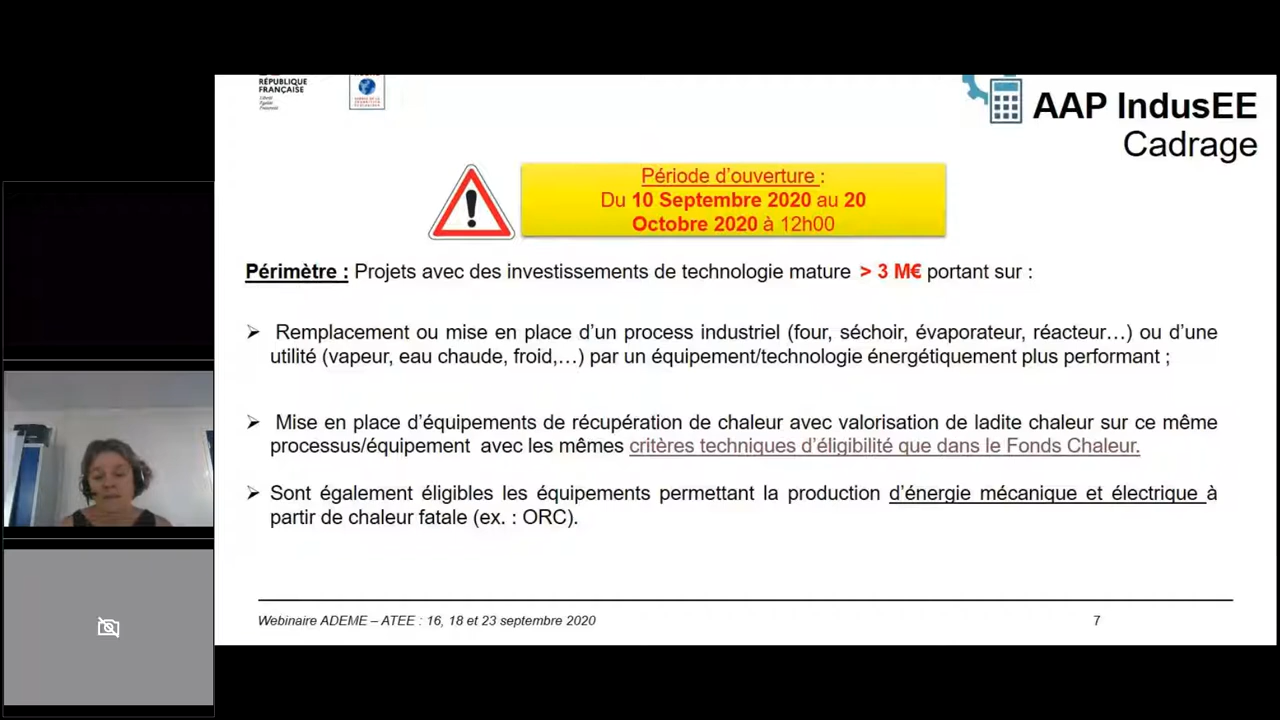 RÉPUBLIQUE
FRANÇAISE
Liberté
Égalité
Fraternité
AAP IndusEE
Cadrage
Période d'ouverture :
Du 10 Septembre 2020 au 20
Octobre 2020 à 12h00
Périmètre : Projets avec des investissements de technologie mature > 3 M€ portant sur :
➢ Remplacement ou mise en place d'un process industriel (four, séchoir, évaporateur, réacteur…) ou d'une
utilité (vapeur, eau chaude, froid,…) par un équipement/technologie énergétiquement plus performant ;
➢ Mise en place d'équipements de récupération de chaleur avec valorisation de ladite chaleur sur ce même
processus/équipement avec les mêmes critères techniques d'éligibilité que dans le Fonds Chaleur.
➢ Sont également éligibles les équipements permettant la production d'énergie mécanique et électrique à
partir de chaleur fatale (ex. : ORC).
Webinaire ADEME – ATEE : 16, 18 et 23 septembre 2020
7